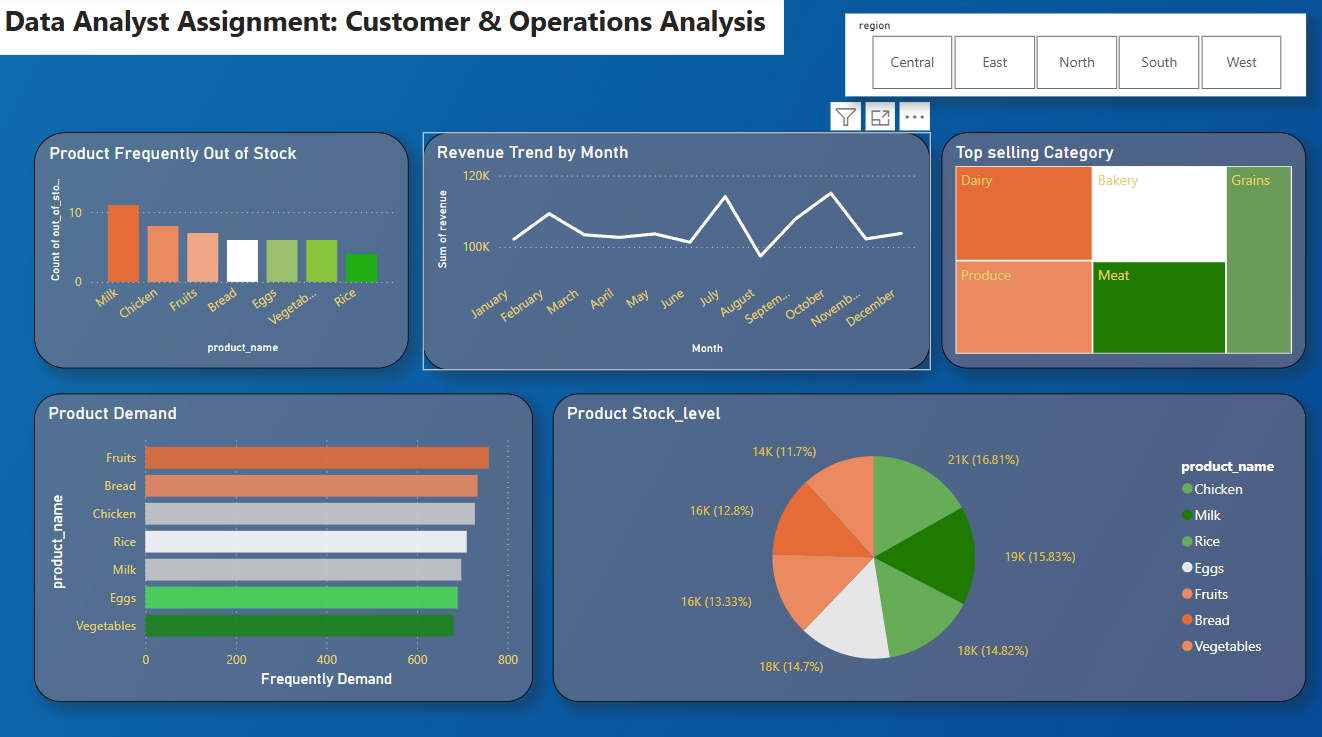 Data Analyst Assignment: Customer & Operations Analysis
region
Central East North South West
Product Frequently Out of Stock
Count of out_of_sto...
10
0
Milk Chicken Fruits Bread Eggs Vegetab... Rice
product_name
Revenue Trend by Month
Sum of revenue
120K
100K
January February March April May June July August Septem... October Novemb... December
Month
Top selling Category
Dairy
Bakery
Grains
Produce
Meat
Product Demand
product_name
Fruits
Bread
Chicken
Rice
Milk
Eggs
Vegetables
0 200 400 600 800
Frequently Demand
Product Stock_level
14K (11.7%)
21K (16.81%)
16K (12.8%)
19K (15.83%)
16K (13.33%)
18K (14.82%)
18K (14.7%)
product_name
Chicken
Milk
Rice
Eggs
Fruits
Bread
Vegetables